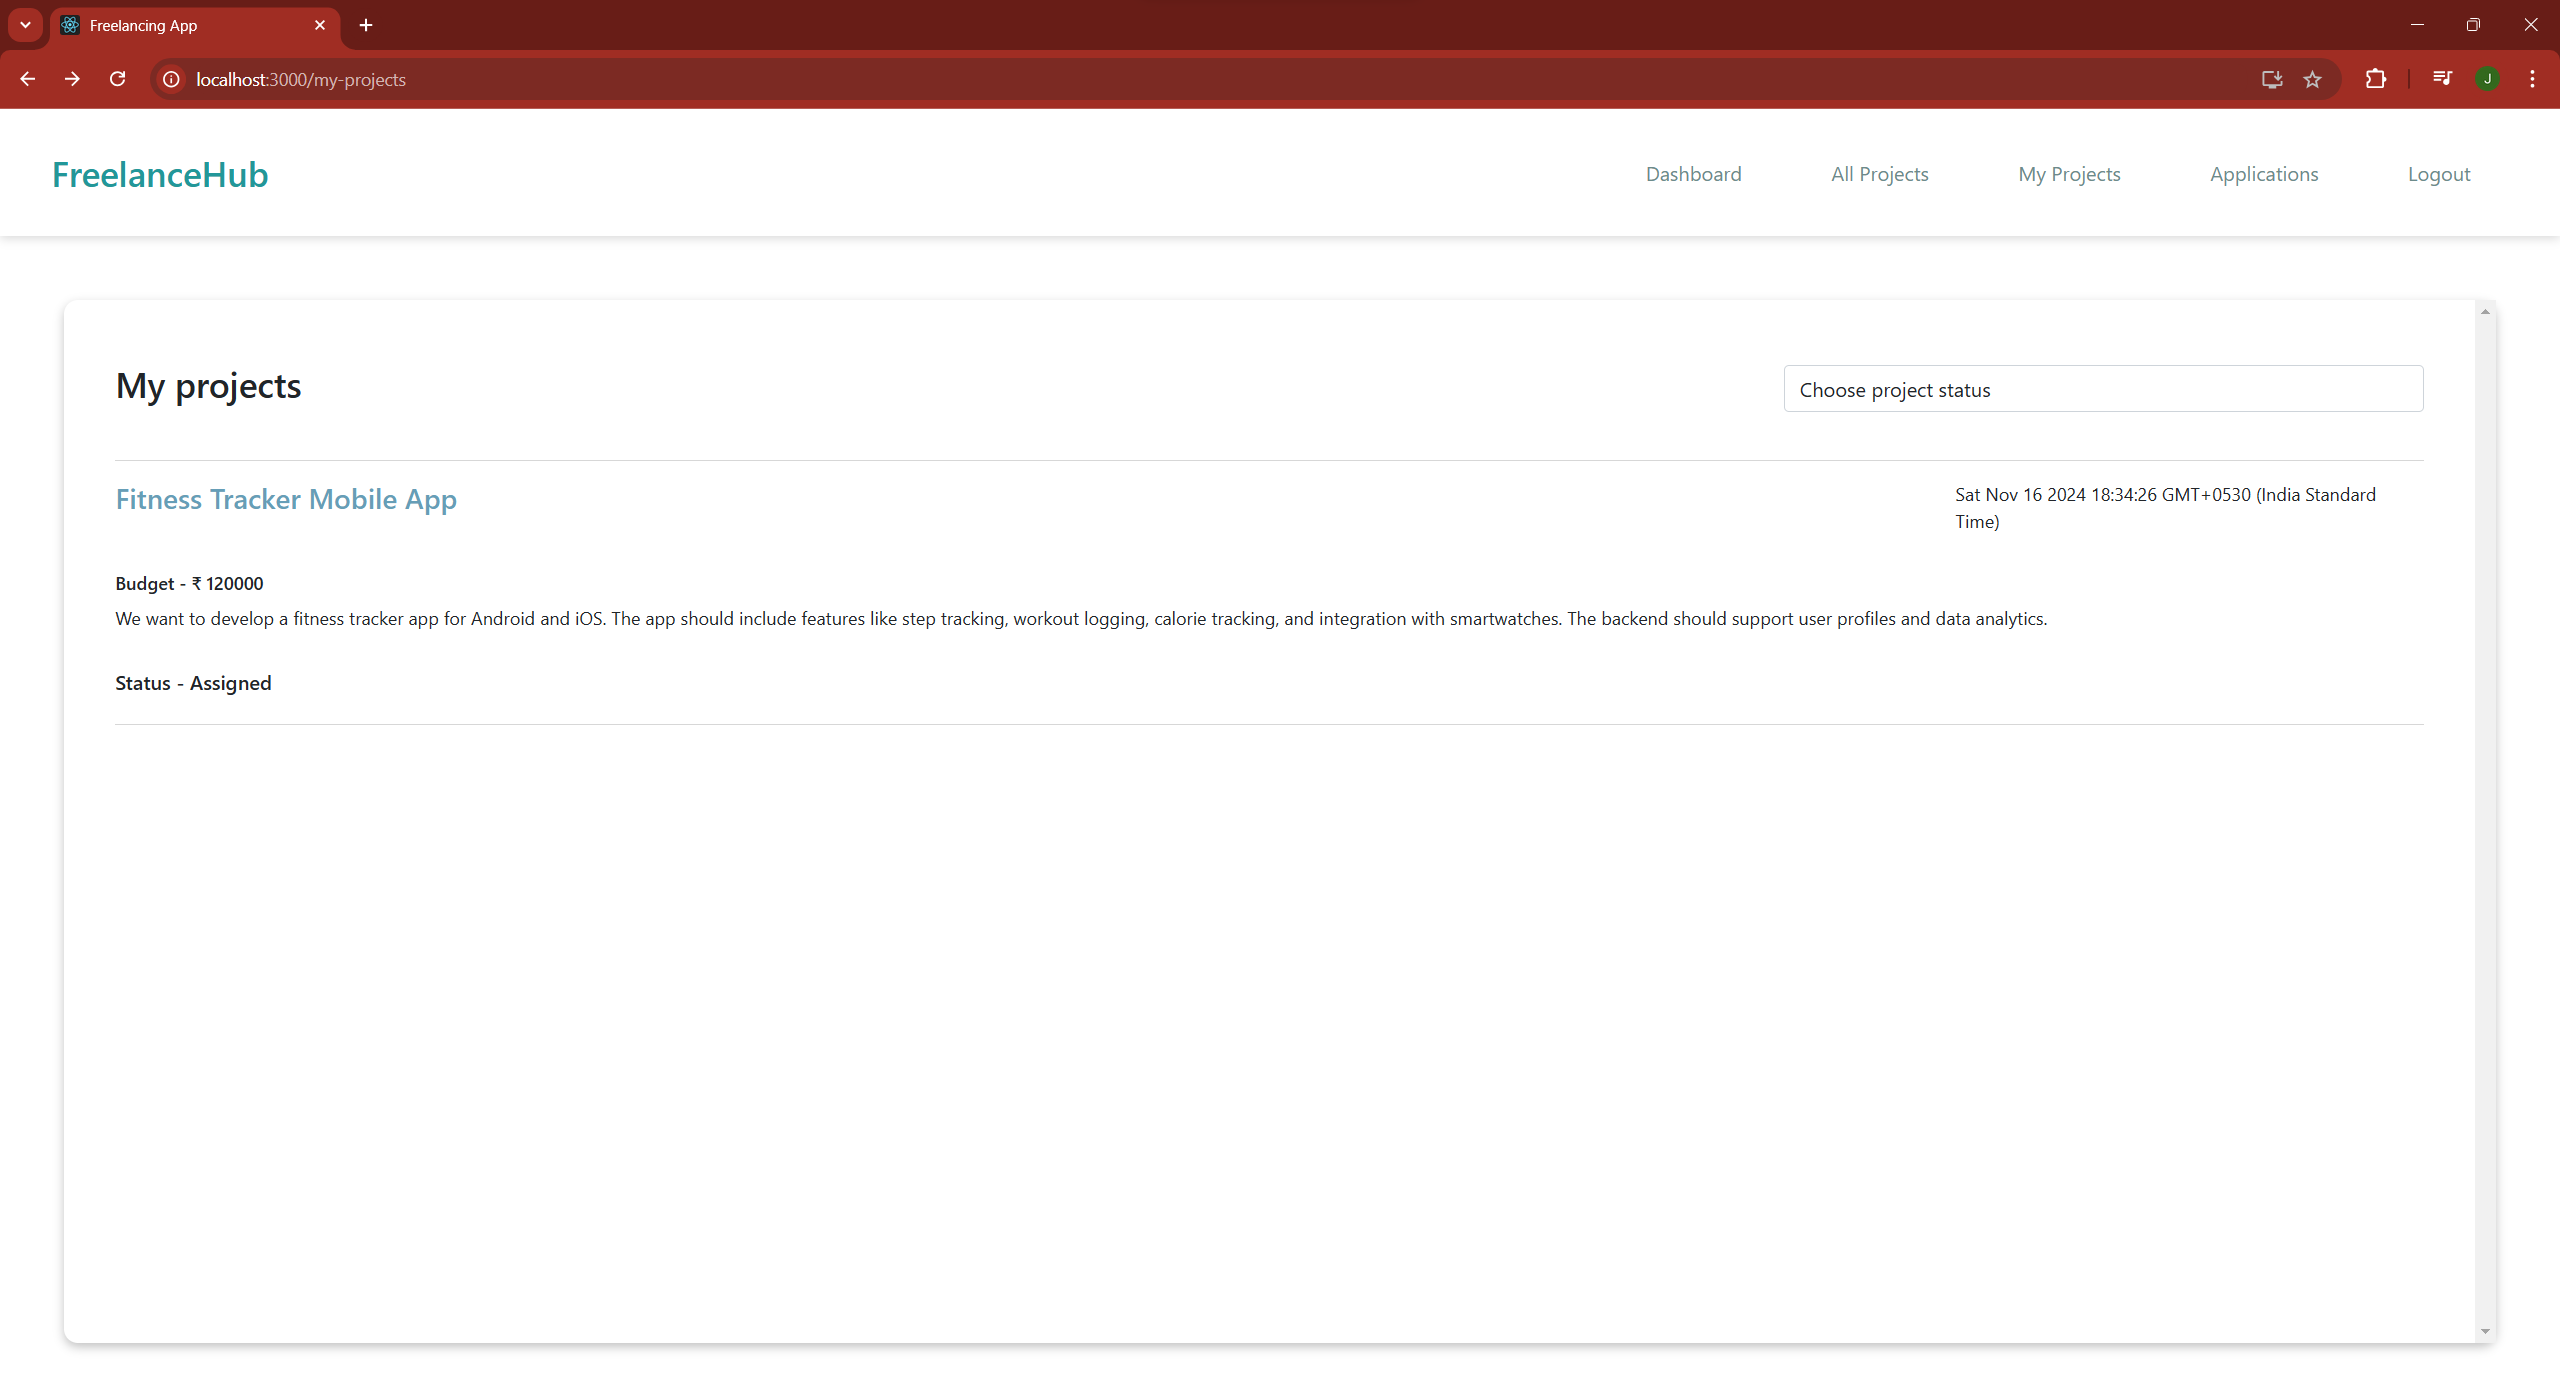 Freelancing App
localhost:3000/my-projects
J
FreelanceHub
Dashboard
All Projects
My Projects
Applications
Logout
My projects
Choose project status
Fitness Tracker Mobile App
Sat Nov 16 2024 18:34:26 GMT+0530 (India Standard
Time)
Budget - ₹ 120000
We want to develop a fitness tracker app for Android and iOS. The app should include features like step tracking, workout logging, calorie tracking, and integration with smartwatches. The backend should support user profiles and data analytics.
Status - Assigned